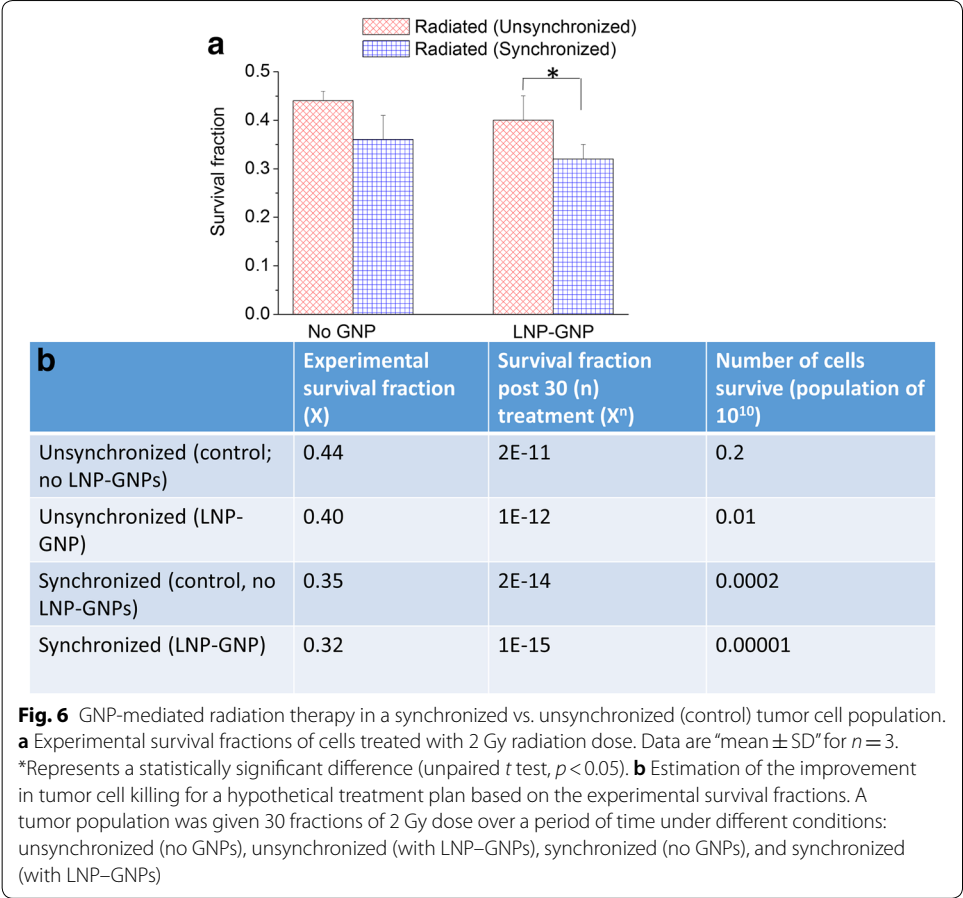 a
Radiated (Unsynchronized)
Radiated (Synchronized)
*
Survival fraction
0.5
0.4
0.3
0.2
0.1
0.0
No GNP
LNP-GNP
b
Experimental
survival fraction
(X)
Survival fraction
post 30 (n)
treatment (Xⁿ)
Number of cells
survive (population of
10¹⁰)
Unsynchronized (control;
no LNP-GNPs)
0.44
2E-11
0.2
Unsynchronized (LNP-
GNP)
0.40
1E-12
0.01
Synchronized (control, no
LNP-GNPs)
0.35
2E-14
0.0002
Synchronized (LNP-GNP)
0.32
1E-15
0.00001
Fig. 6 GNP-mediated radiation therapy in a synchronized vs. unsynchronized (control) tumor cell population.
a Experimental survival fractions of cells treated with 2 Gy radiation dose. Data are “mean ± SD” for n = 3.
*Represents a statistically significant difference (unpaired t test, p < 0.05). b Estimation of the improvement
in tumor cell killing for a hypothetical treatment plan based on the experimental survival fractions. A
tumor population was given 30 fractions of 2 Gy dose over a period of time under different conditions:
unsynchronized (no GNPs), unsynchronized (with LNP–GNPs), synchronized (no GNPs), and synchronized
(with LNP–GNPs)